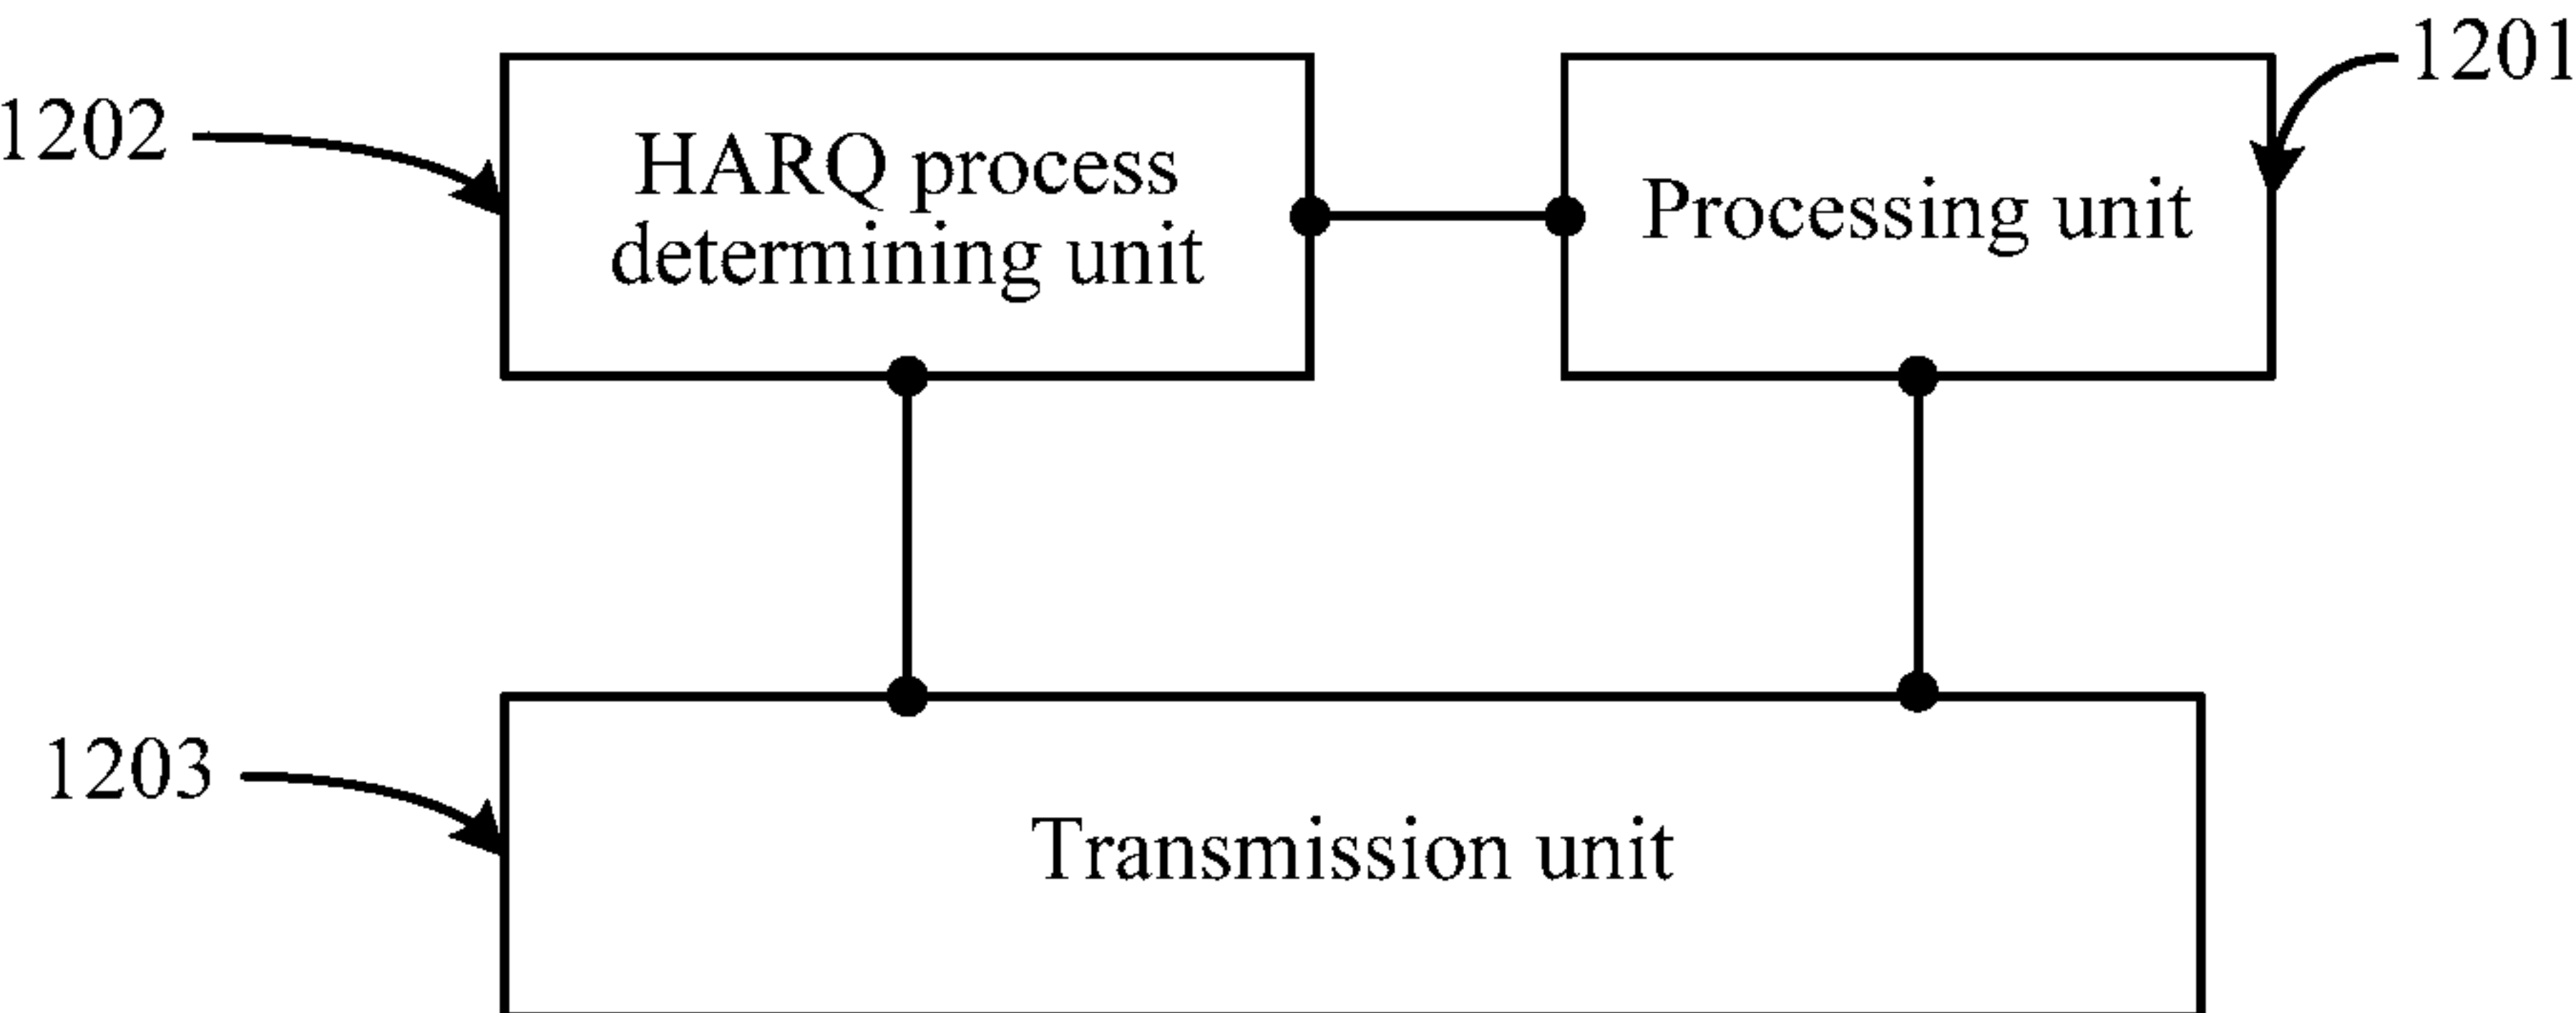 1201
1202
HARQ process
determining unit
Processing unit
1203
Transmission unit